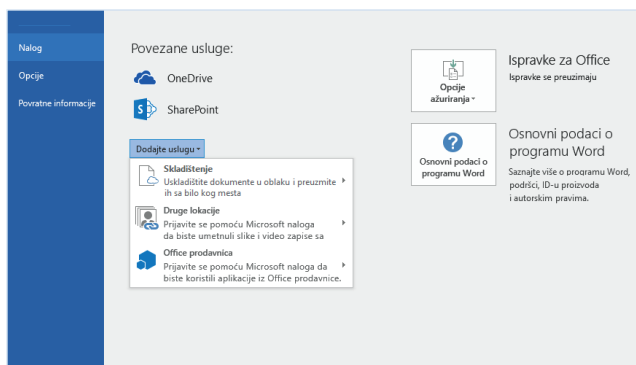 Nalog
Opcije
Povratne informacije
Povezane usluge:
OneDrive
SharePoint
Dodajte uslugu
Skladištenje
Uskladištite dokumente u oblaku i preuzmite
ih sa bilo kog mesta
Druge lokacije
Prijavite se pomoću Microsoft naloga
da biste umetnuli slike i video zapise sa
Office prodavnica
Prijavite se pomoću Microsoft naloga da
biste koristili aplikacije iz Office prodavnice.
Opcije
ažuriranja
Ispravke za Office
Ispravke se preuzimaju
Osnovni podaci o
programu Word
Osnovni podaci o
programu Word
Saznajte više o programu Word,
podršci, ID-u proizvoda
i autorskim pravima.